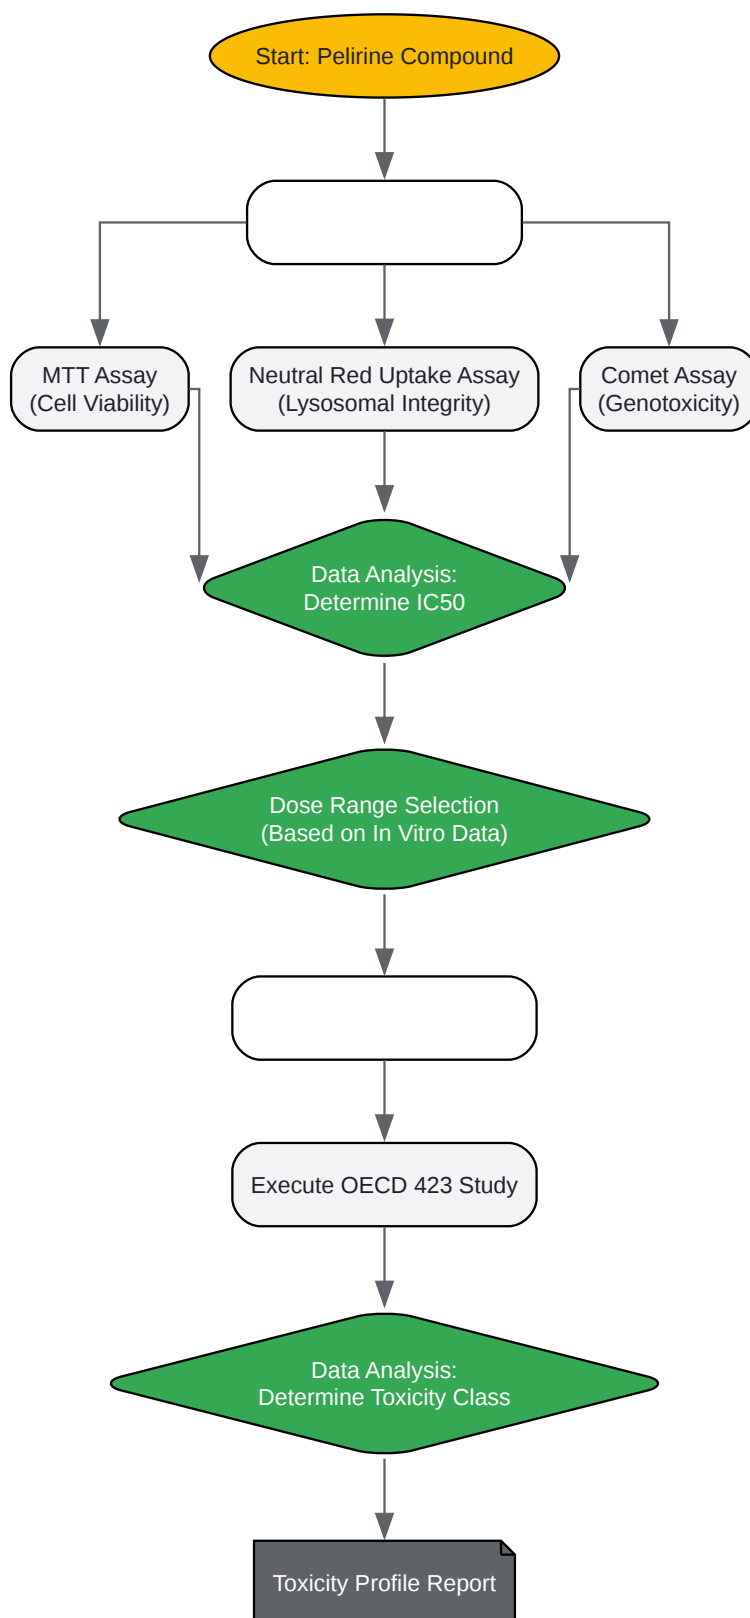 Start: Pelirine Compound
MTT Assay
(Cell Viability)
Neutral Red Uptake Assay
(Lysosomal Integrity)
Comet Assay
(Genotoxicity)
Data Analysis:
Determine IC50
Dose Range Selection
(Based on In Vitro Data)
Execute OECD 423 Study
Data Analysis:
Determine Toxicity Class
Toxicity Profile Report